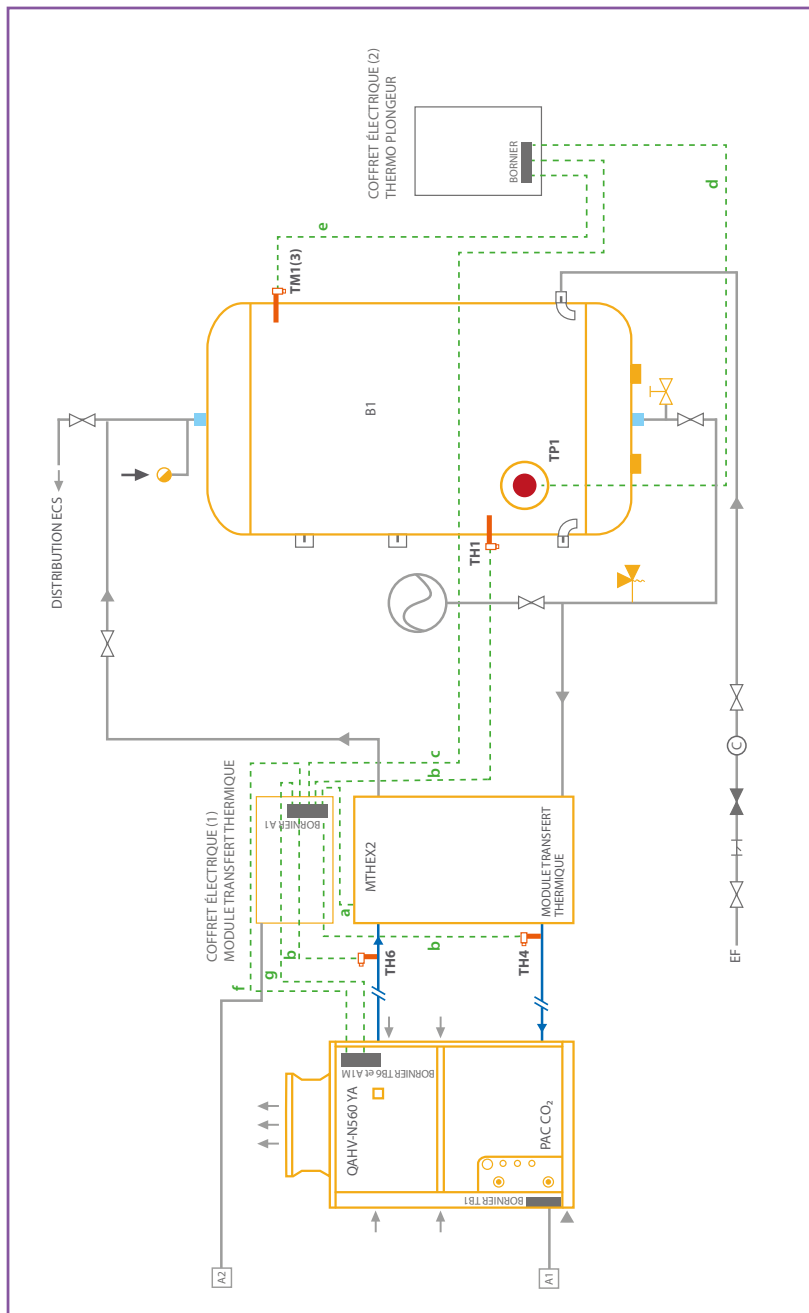 COFFRET ÉLECTRIQUE (2)
THERMO PLONGEUR
BORNIER
d
e
TM1(3)
B1
TP1
TH1
DISTRIBUTION ECS
C
EF
COFFRET ÉLECTRIQUE (1)
MODULE TRANSFERT THERMIQUE
BORNIER A1
c
b
a
MTHEX2
MODULE TRANSFERT
THERMIQUE
f
g
b
b
TH6
TH4
BORNIER TB6 et A1M
QAHV-N560 YA
PAC CO₂
BORNIER TB1
A2
A1